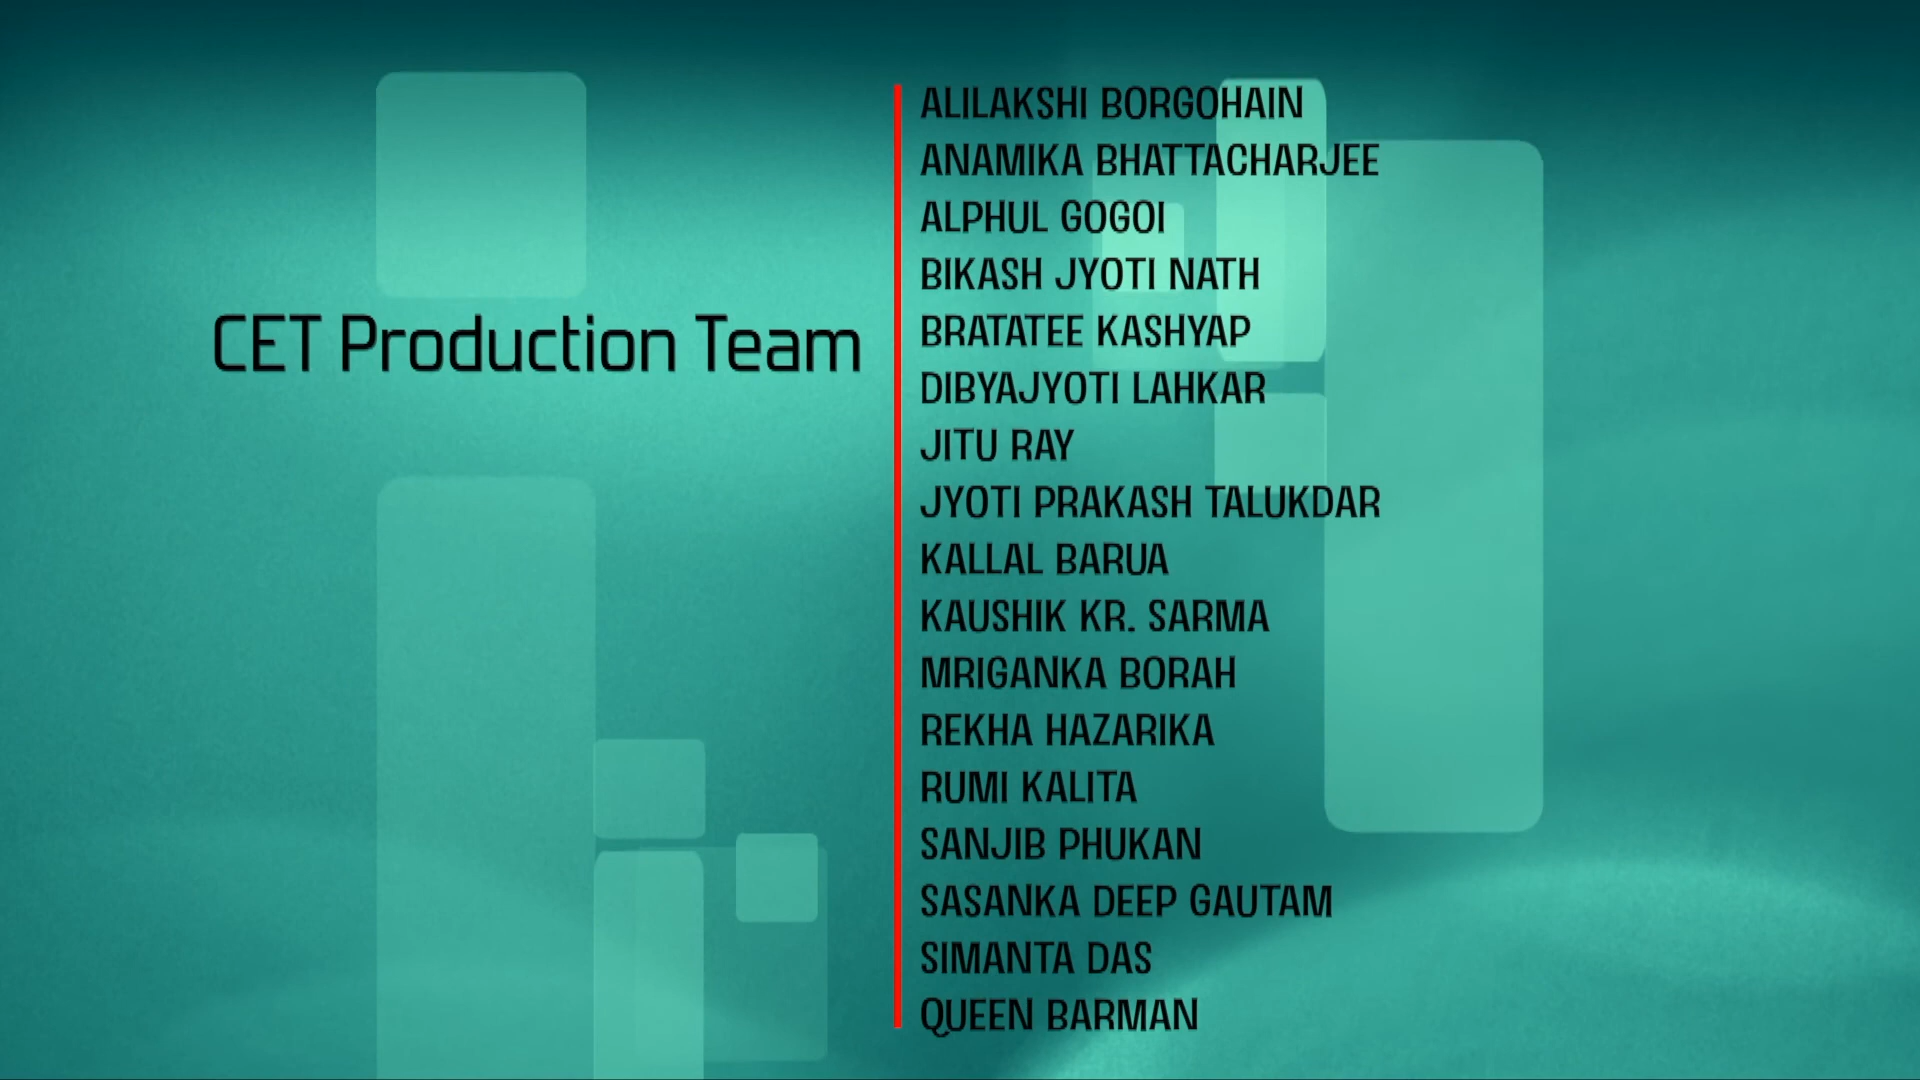 CET Production Team
ALILAKSHI BORGOHAIN
ANAMIKA BHATTACHARJEE
ALPHUL GOGOI
BIKASH JYOTI NATH
BRATATEE KASHYAP
DIBYAJYOTI LAHKAR
JITU RAY
JYOTI PRAKASH TALUKDAR
KALLAL BARUA
KAUSHIK KR. SARMA
MRIGANKA BORAH
REKHA HAZARIKA
RUMI KALITA
SANJIB PHUKAN
SASANKA DEEP GAUTAM
SIMANTA DAS
QUEEN BARMAN